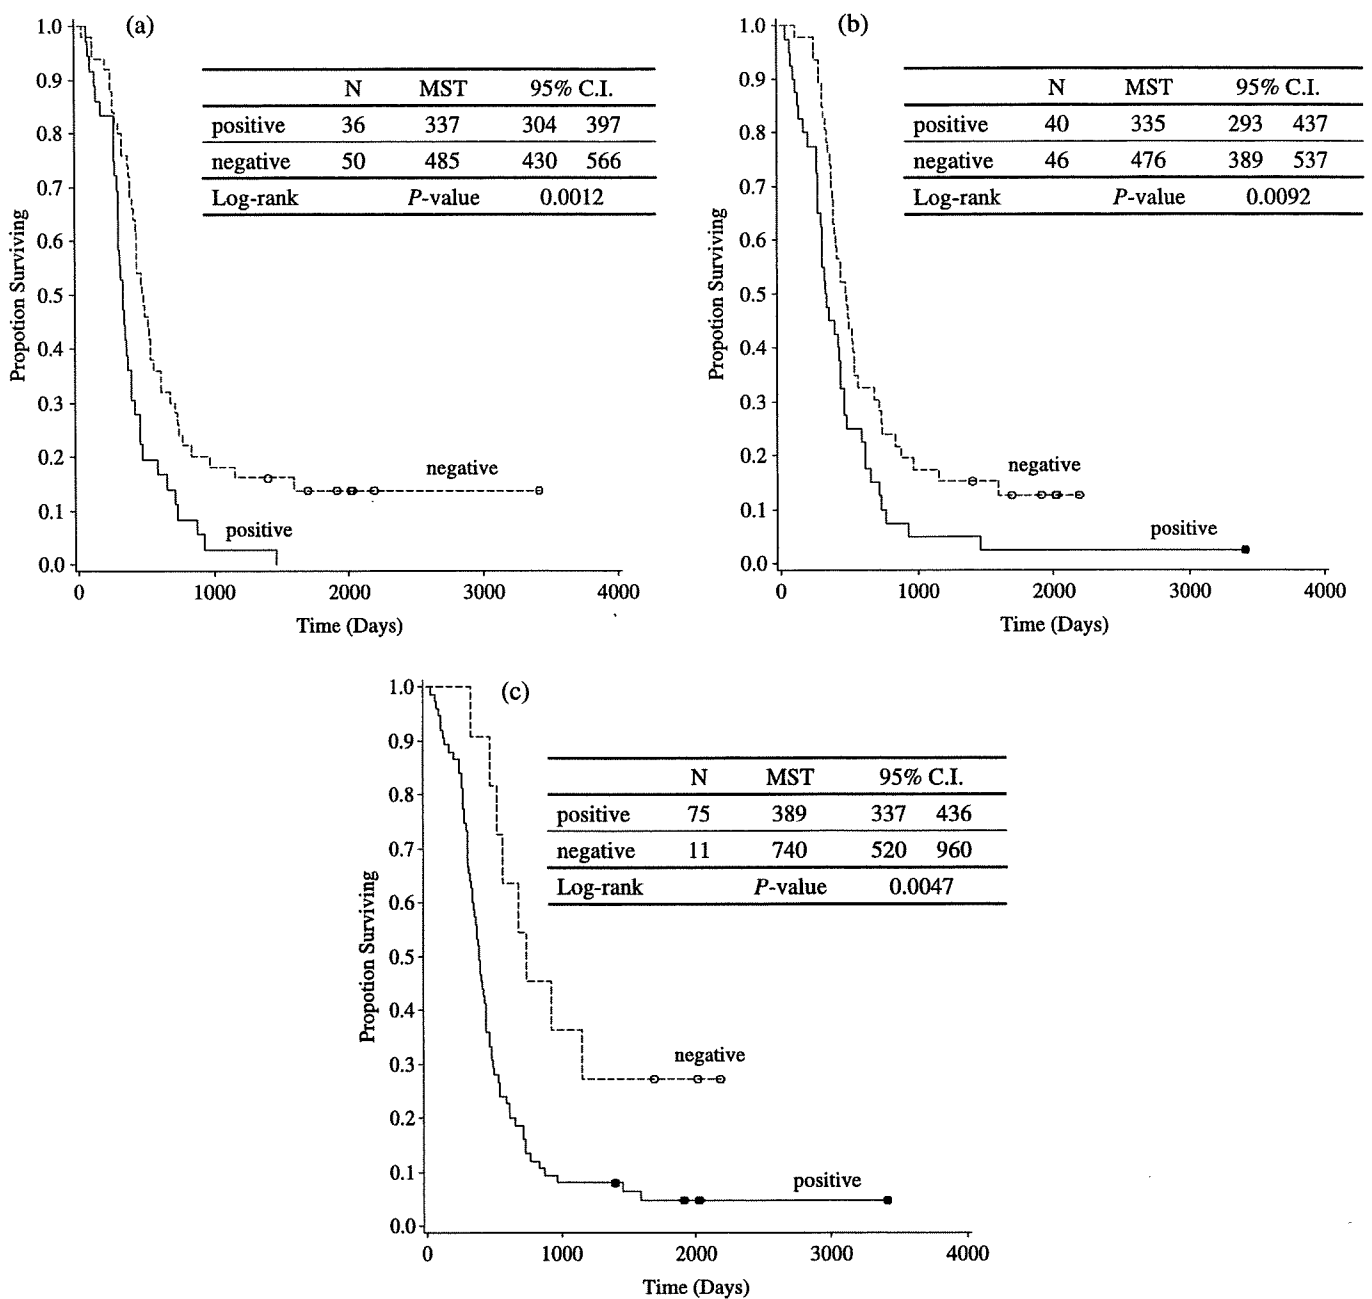 (a)
N MST 95% C.I.
positive 36 337 304 397
negative 50 485 430 566
Log-rank P-value 0.0012
Propotion Surviving
1.0
0.9
0.8
0.7
0.6
0.5
0.4
0.3
0.2
0.1
0.0
negative
positive
0 1000 2000 3000 4000
Time (Days)
(b)
N MST 95% C.I.
positive 40 335 293 437
negative 46 476 389 537
Log-rank P-value 0.0092
Propotion Surviving
1.0
0.9
0.8
0.7
0.6
0.5
0.4
0.3
0.2
0.1
0.0
negative
positive
0 1000 2000 3000 4000
Time (Days)
(c)
N MST 95% C.I.
positive 75 389 337 436
negative 11 740 520 960
Log-rank P-value 0.0047
Propotion Surviving
1.0
0.9
0.8
0.7
0.6
0.5
0.4
0.3
0.2
0.1
0.0
negative
positive
0 1000 2000 3000 4000
Time (Days)